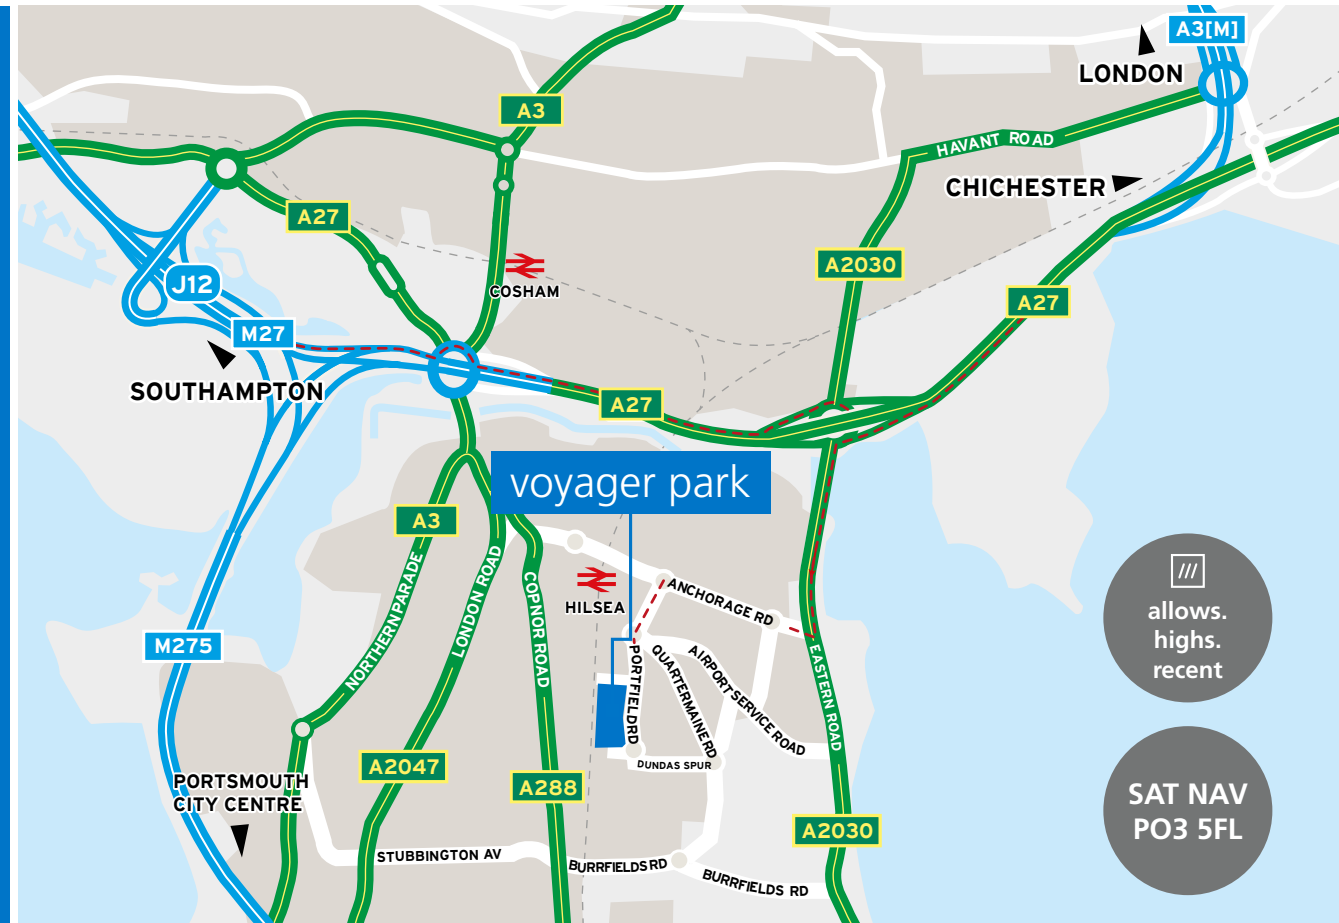 A3[M]
LONDON
A3
HAVANT ROAD
CHICHESTER
A27
A2030
COSHAM
J12
A27
M27
SOUTHAMPTON
A27
voyager park
A3
ANCHORAGE RD
HILSEA
NORTHERN PARADE
LONDON ROAD
COPNOR ROAD
M275
PORTFIELD RD
QUARTERMAINE RD
AIRPORT SERVICE ROAD
EASTERN ROAD
allows.
highs.
recent
DUNDAS SPUR
A2047
A288
PORTSMOUTH
CITY CENTRE
A2030
SAT NAV
PO3 5FL
STUBBINGTON AV
BURRFIELDS RD
BURRFIELDS RD